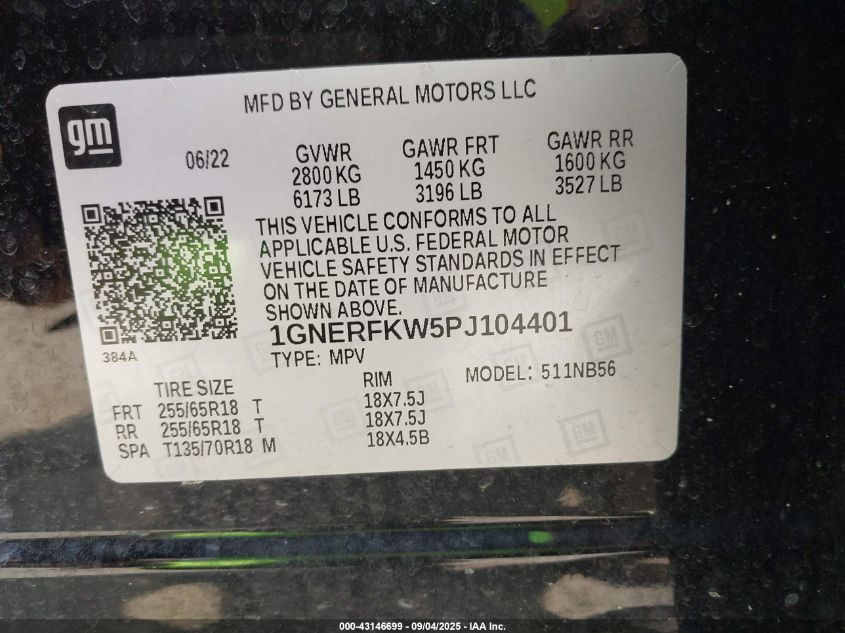 MFD BY GENERAL MOTORS LLC
gm
06/22
GVWR GAWR FRT GAWR RR
2800 KG 1450 KG 1600 KG
6173 LB 3196 LB 3527 LB
THIS VEHICLE CONFORMS TO ALL
APPLICABLE U.S. FEDERAL MOTOR
VEHICLE SAFETY STANDARDS IN EFFECT
ON THE DATE OF MANUFACTURE
SHOWN ABOVE.
1GNERFKW5PJ104401
384A
TYPE: MPV MODEL: 511NB56
TIRE SIZE RIM
FRT 255/65R18 T 18X7.5J
RR 255/65R18 T 18X7.5J
SPA T135/70R18 M 18X4.5B
000-43146699 - 09/04/2025 - IAA Inc.